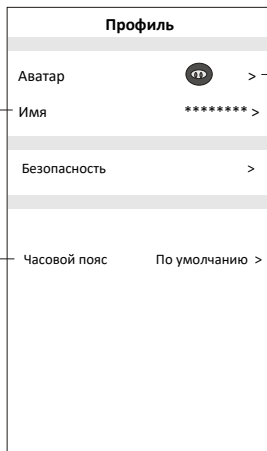 Профиль
Аватар >
Имя ******** >
Безопасность >
Часовой пояс По умолчанию >